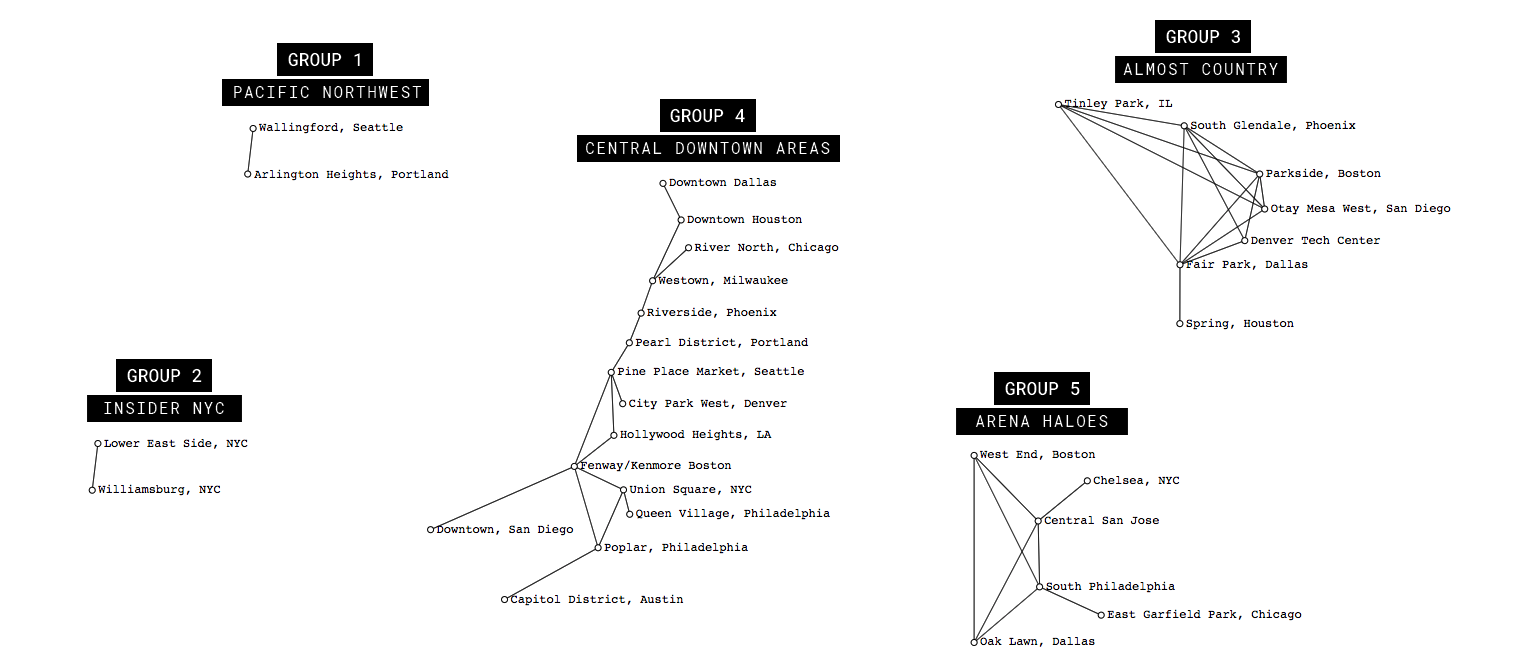 GROUP 1
PACIFIC NORTHWEST
Wallingford, Seattle
Arlington Heights, Portland
GROUP 2
INSIDER NYC
Lower East Side, NYC
Williamsburg, NYC
GROUP 4
CENTRAL DOWNTOWN AREAS
Downtown Dallas
Downtown Houston
River North, Chicago
Westown, Milwaukee
Riverside, Phoenix
Pearl District, Portland
Pine Place Market, Seattle
City Park West, Denver
Hollywood Heights, LA
Fenway/Kenmore Boston
Union Square, NYC
Queen Village, Philadelphia
Downtown, San Diego
Poplar, Philadelphia
Capitol District, Austin
GROUP 3
ALMOST COUNTRY
Tinley Park, IL
South Glendale, Phoenix
Parkside, Boston
Otay Mesa West, San Diego
Denver Tech Center
Fair Park, Dallas
Spring, Houston
GROUP 5
ARENA HALOES
West End, Boston
Chelsea, NYC
Central San Jose
South Philadelphia
East Garfield Park, Chicago
Oak Lawn, Dallas